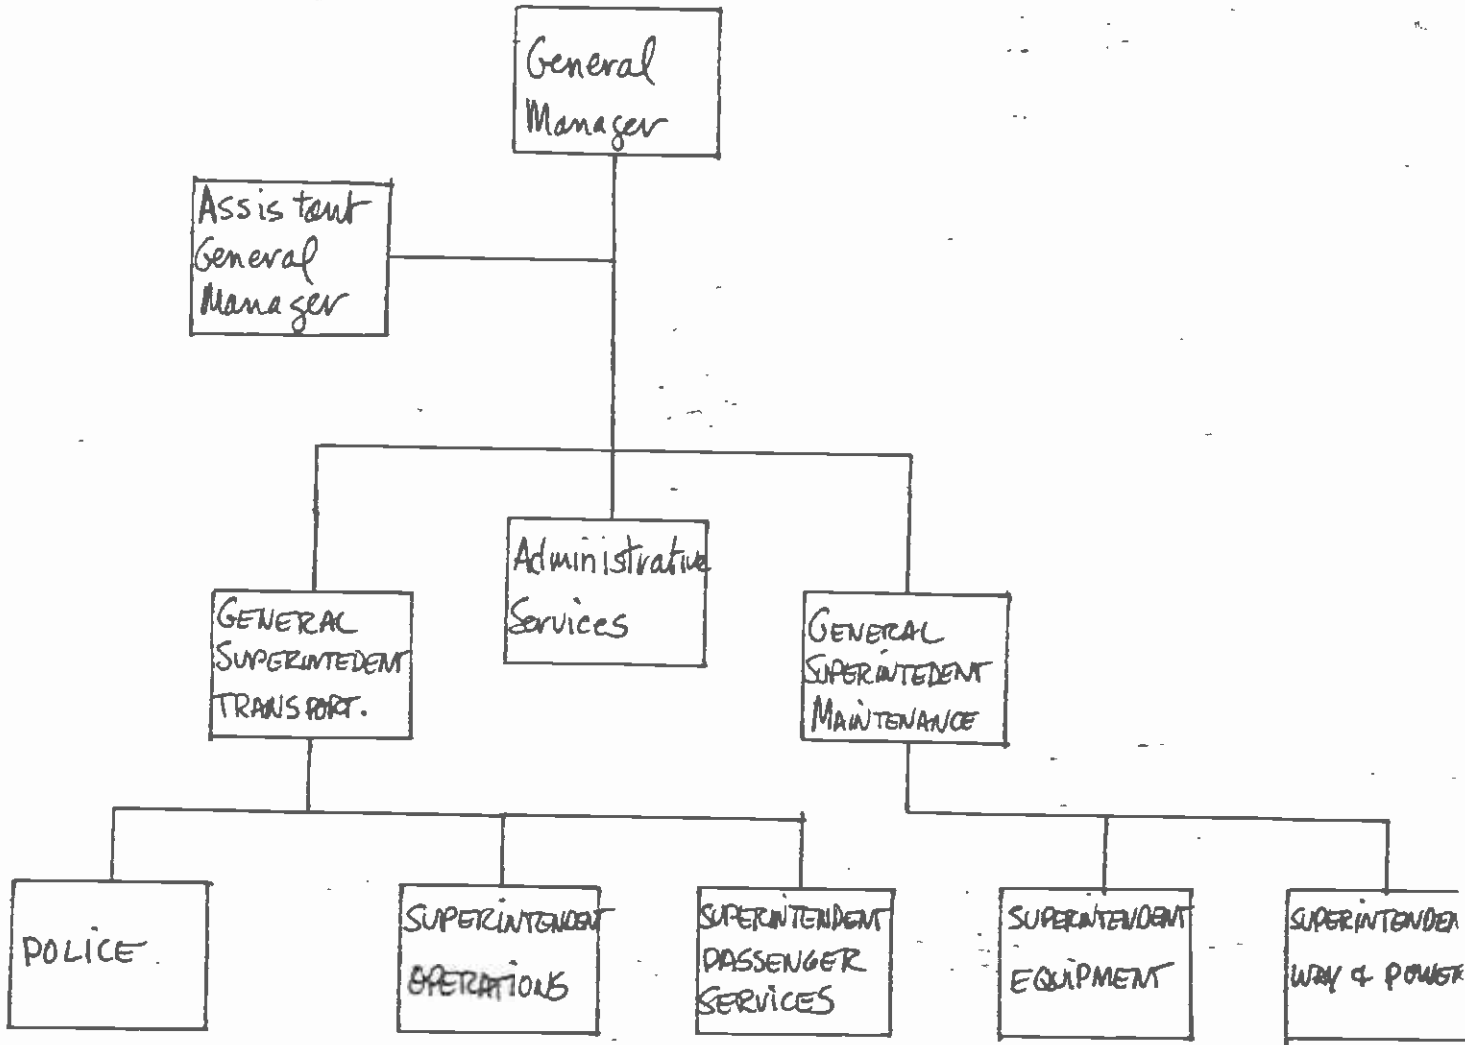 General
Manager
Assistant
General
Manager
Administrative
Services
GENERAL
SUPERINTEDENT
TRANSPORT.
GENERAL
SUPERINTEDENT
MAINTENANCE
POLICE
SUPERINTENDENT
OPERATIONS
SUPERINTENDENT
PASSENGER
SERVICES
SUPERINTENDENT
EQUIPMENT
SUPERINTENDEN
WAY & POWER